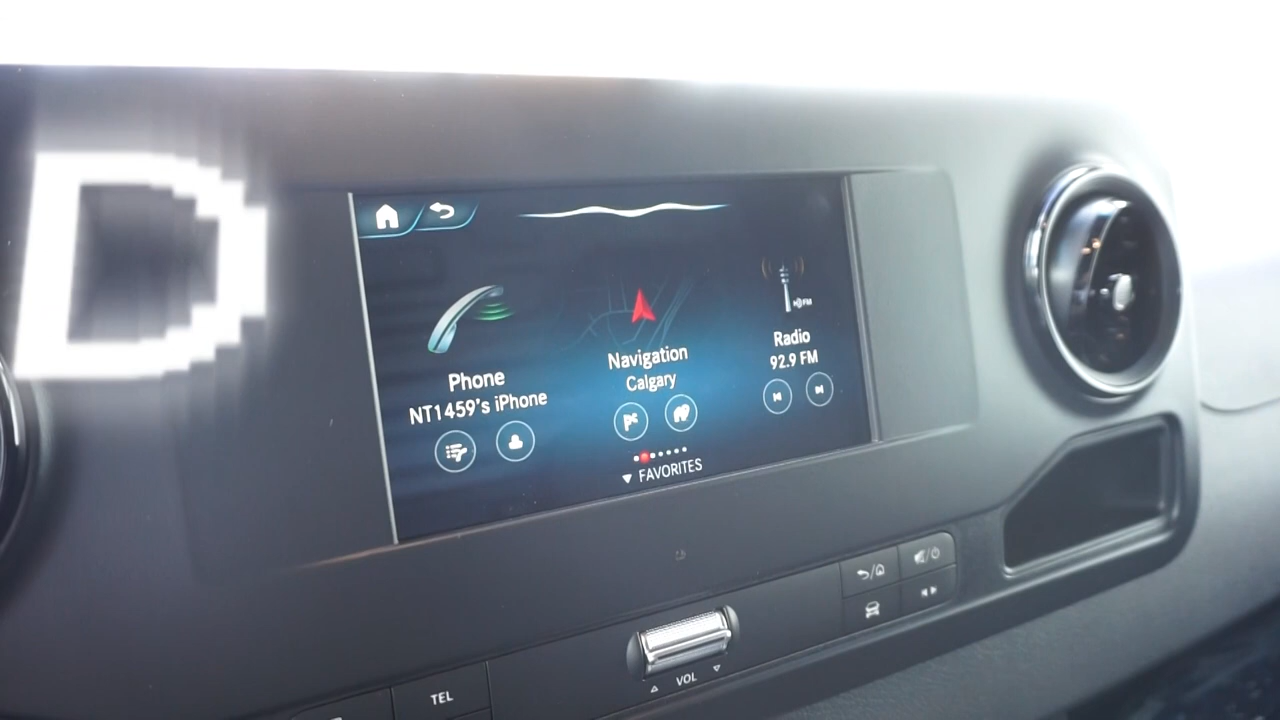 D
Phone
NT1459's iPhone
Navigation
Calgary
Radio
92.9 FM
FAVORITES
TEL
VOL